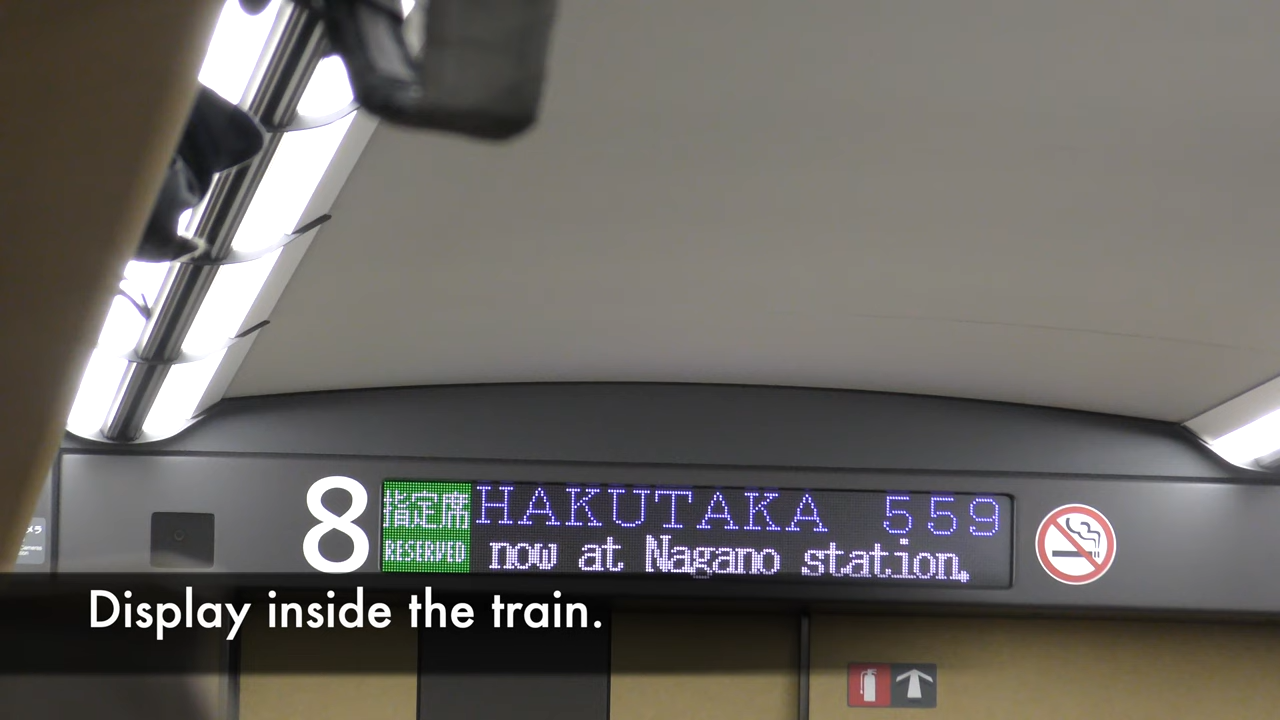 8
指定席
RESERVED
HAKUTAKA 559
now at Nagano station.
Display inside the train.